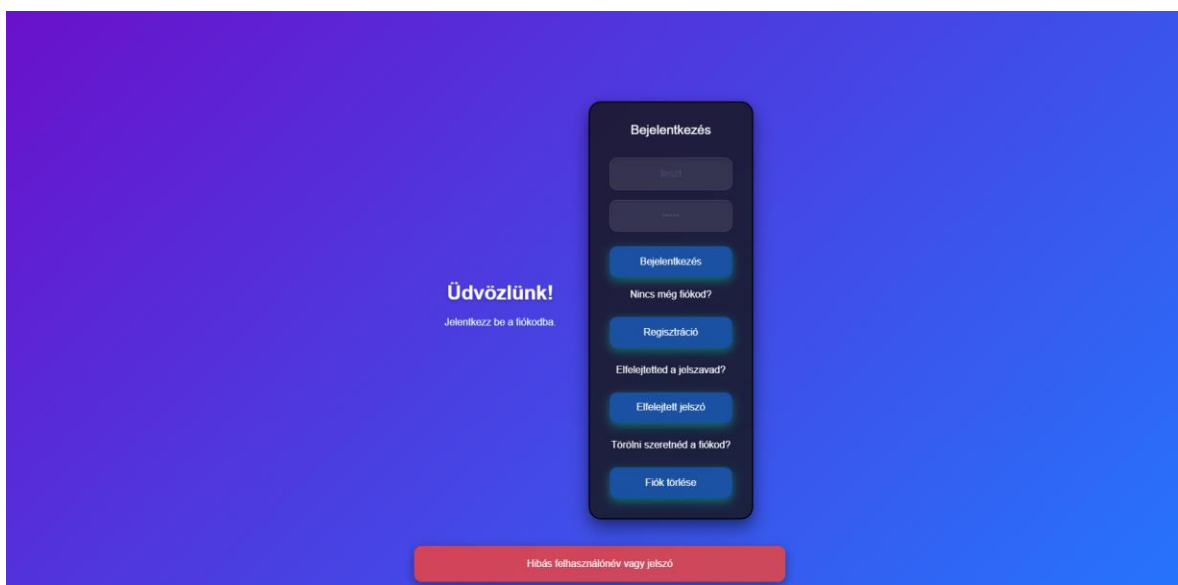 Üdvözlünk!
Jelentkezz be a fiókodba.
Bejelentkezés
teszt
Bejelentkezés
Nincs még fiókod?
Regisztráció
Elfelejtetted a jelszavad?
Elfelejtett jelszó
Törölni szeretnéd a fiókod?
Fiók törlése
Hibás felhasználónév vagy jelszó